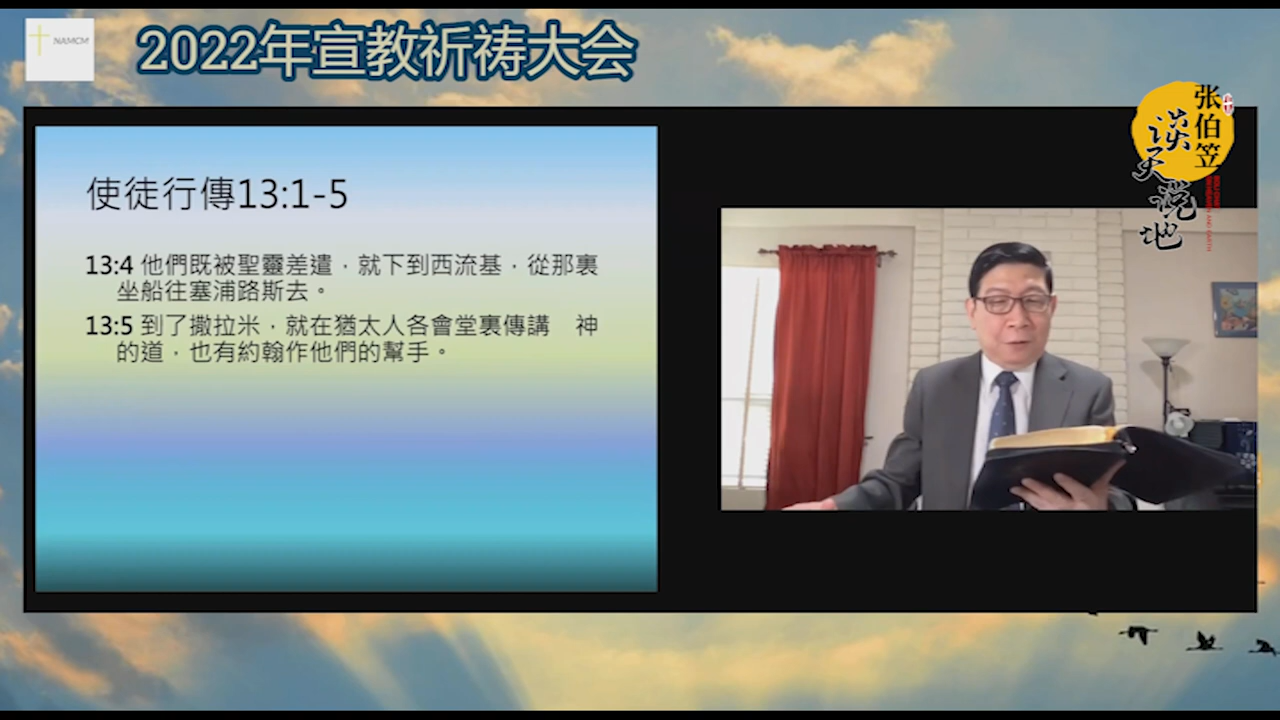 NAMCM
2022年宣教祈祷大会
张伯笠
谈天说地
使徒行傳13:1-5
13:4 他們既被聖靈差遣，就下到西流基，從那裏
坐船往塞浦路斯去。
13:5 到了撒拉米，就在猶太人各會堂裏傳講　神
的道，也有約翰作他們的幫手。